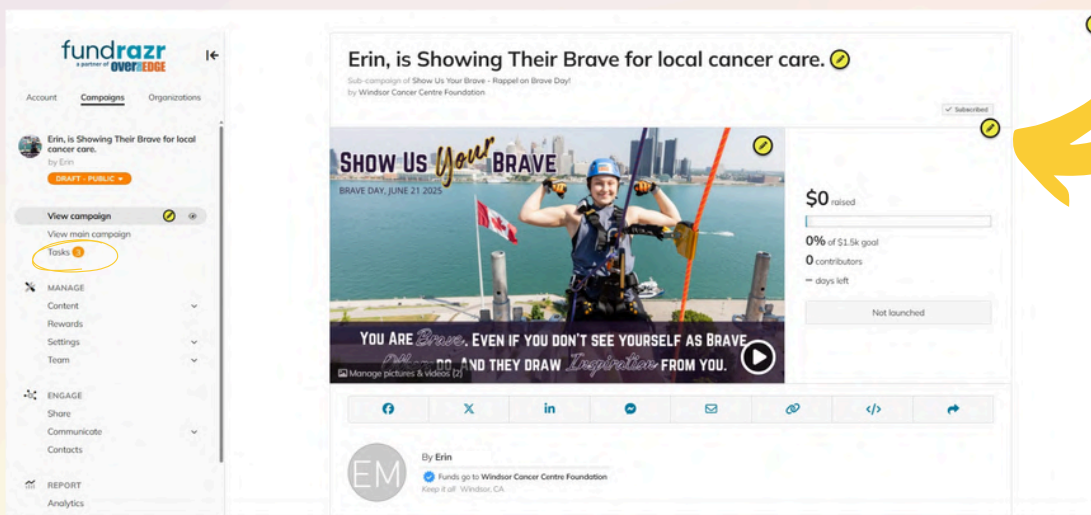 fundrazr
a partner of OVERTHEEDGE
Account Campaigns Organizations
Erin, is Showing Their Brave for local cancer care.
by Erin
DRAFT - PUBLIC
View campaign
View main campaign
Tasks 3
MANAGE
Content
Rewards
Settings
Team
ENGAGE
Share
Communicate
Contacts
REPORT
Analytics
Erin, is Showing Their Brave for local cancer care.
Sub-campaign of Show Us Your Brave - Rappel on Brave Day!
by Windsor Cancer Centre Foundation
Subscribed
SHOW US Your BRAVE
BRAVE DAY, JUNE 21 2025
YOU ARE Brave. EVEN IF YOU DON'T SEE YOURSELF AS BRAVE
Others DO. AND THEY DRAW Inspiration FROM YOU.
Manage pictures & videos (2)
$0 raised
0% of $1.5k goal
0 contributors
– days left
Not launched
EM
By Erin
Funds go to Windsor Cancer Centre Foundation
Keep it all Windsor, CA